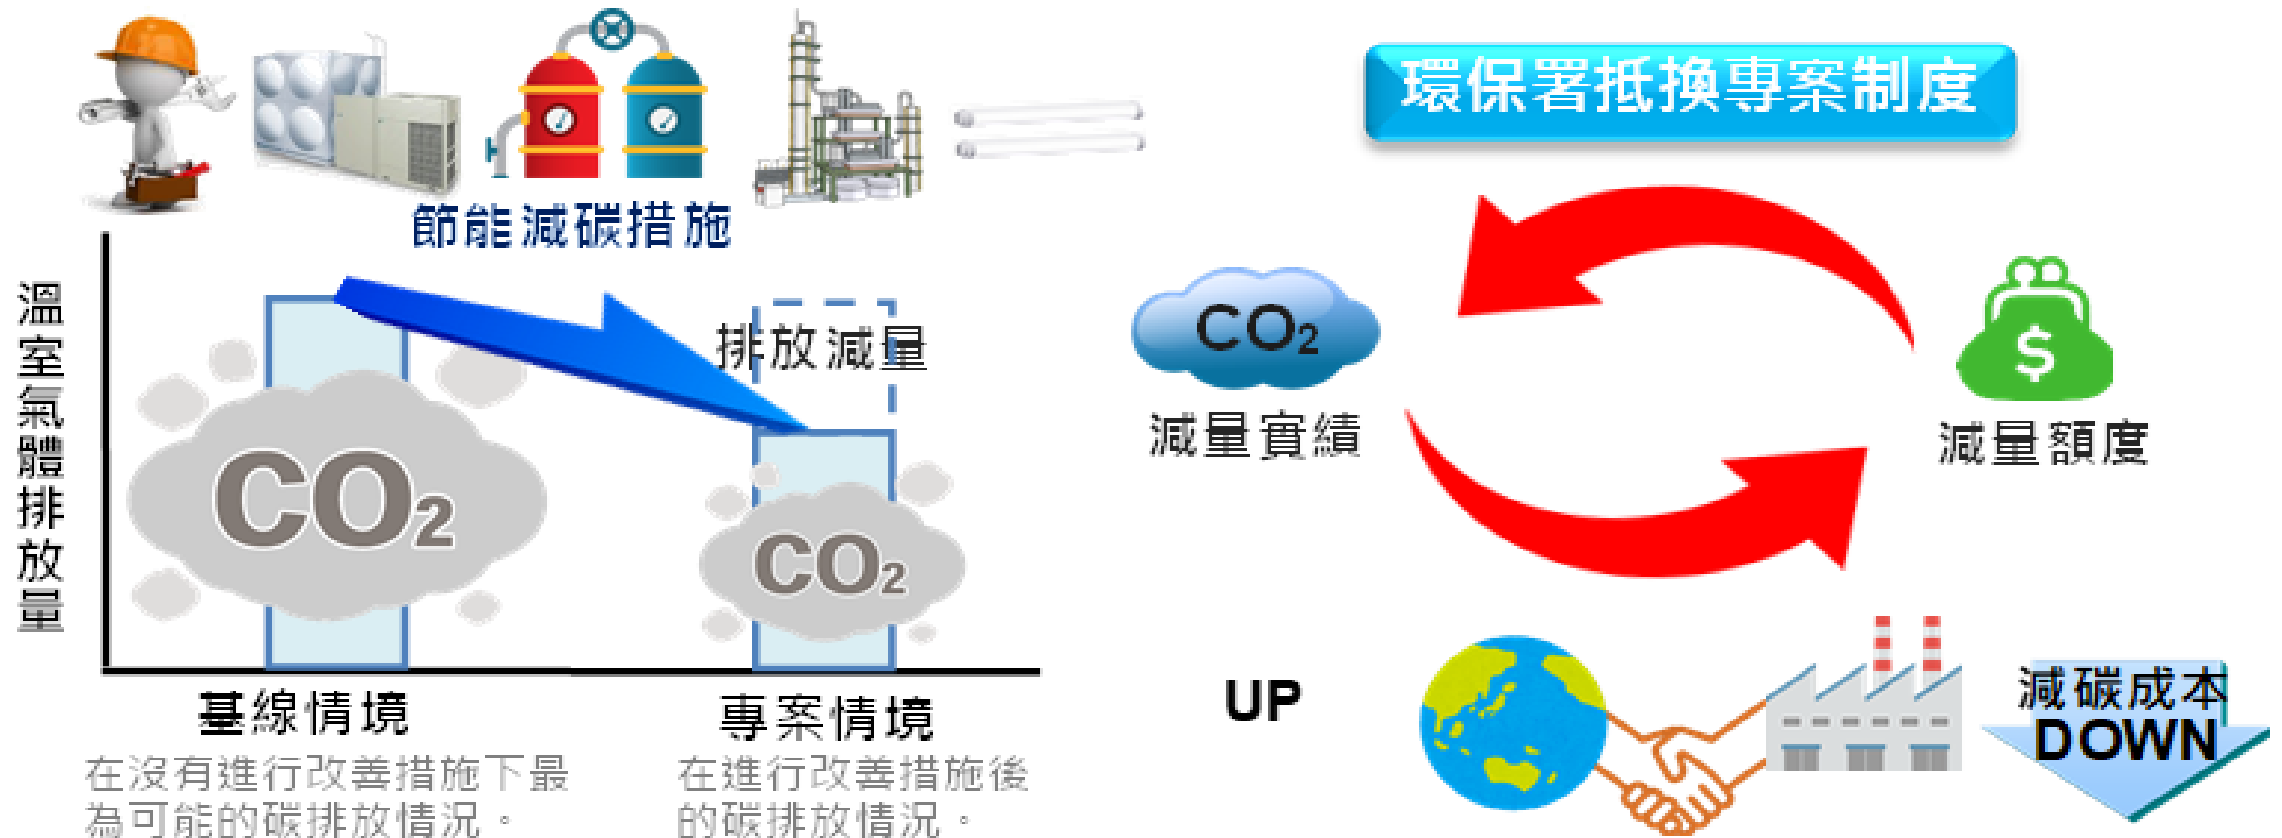 節能減碳措施
溫室氣體排放量
排放減量
CO₂
CO₂
基線情境
在沒有進行改善措施下最
為可能的碳排放情況。
專案情境
在進行改善措施後
的碳排放情況。
環保署抵換專案制度
CO₂
減量實績
$
減量額度
UP
減碳成本
DOWN